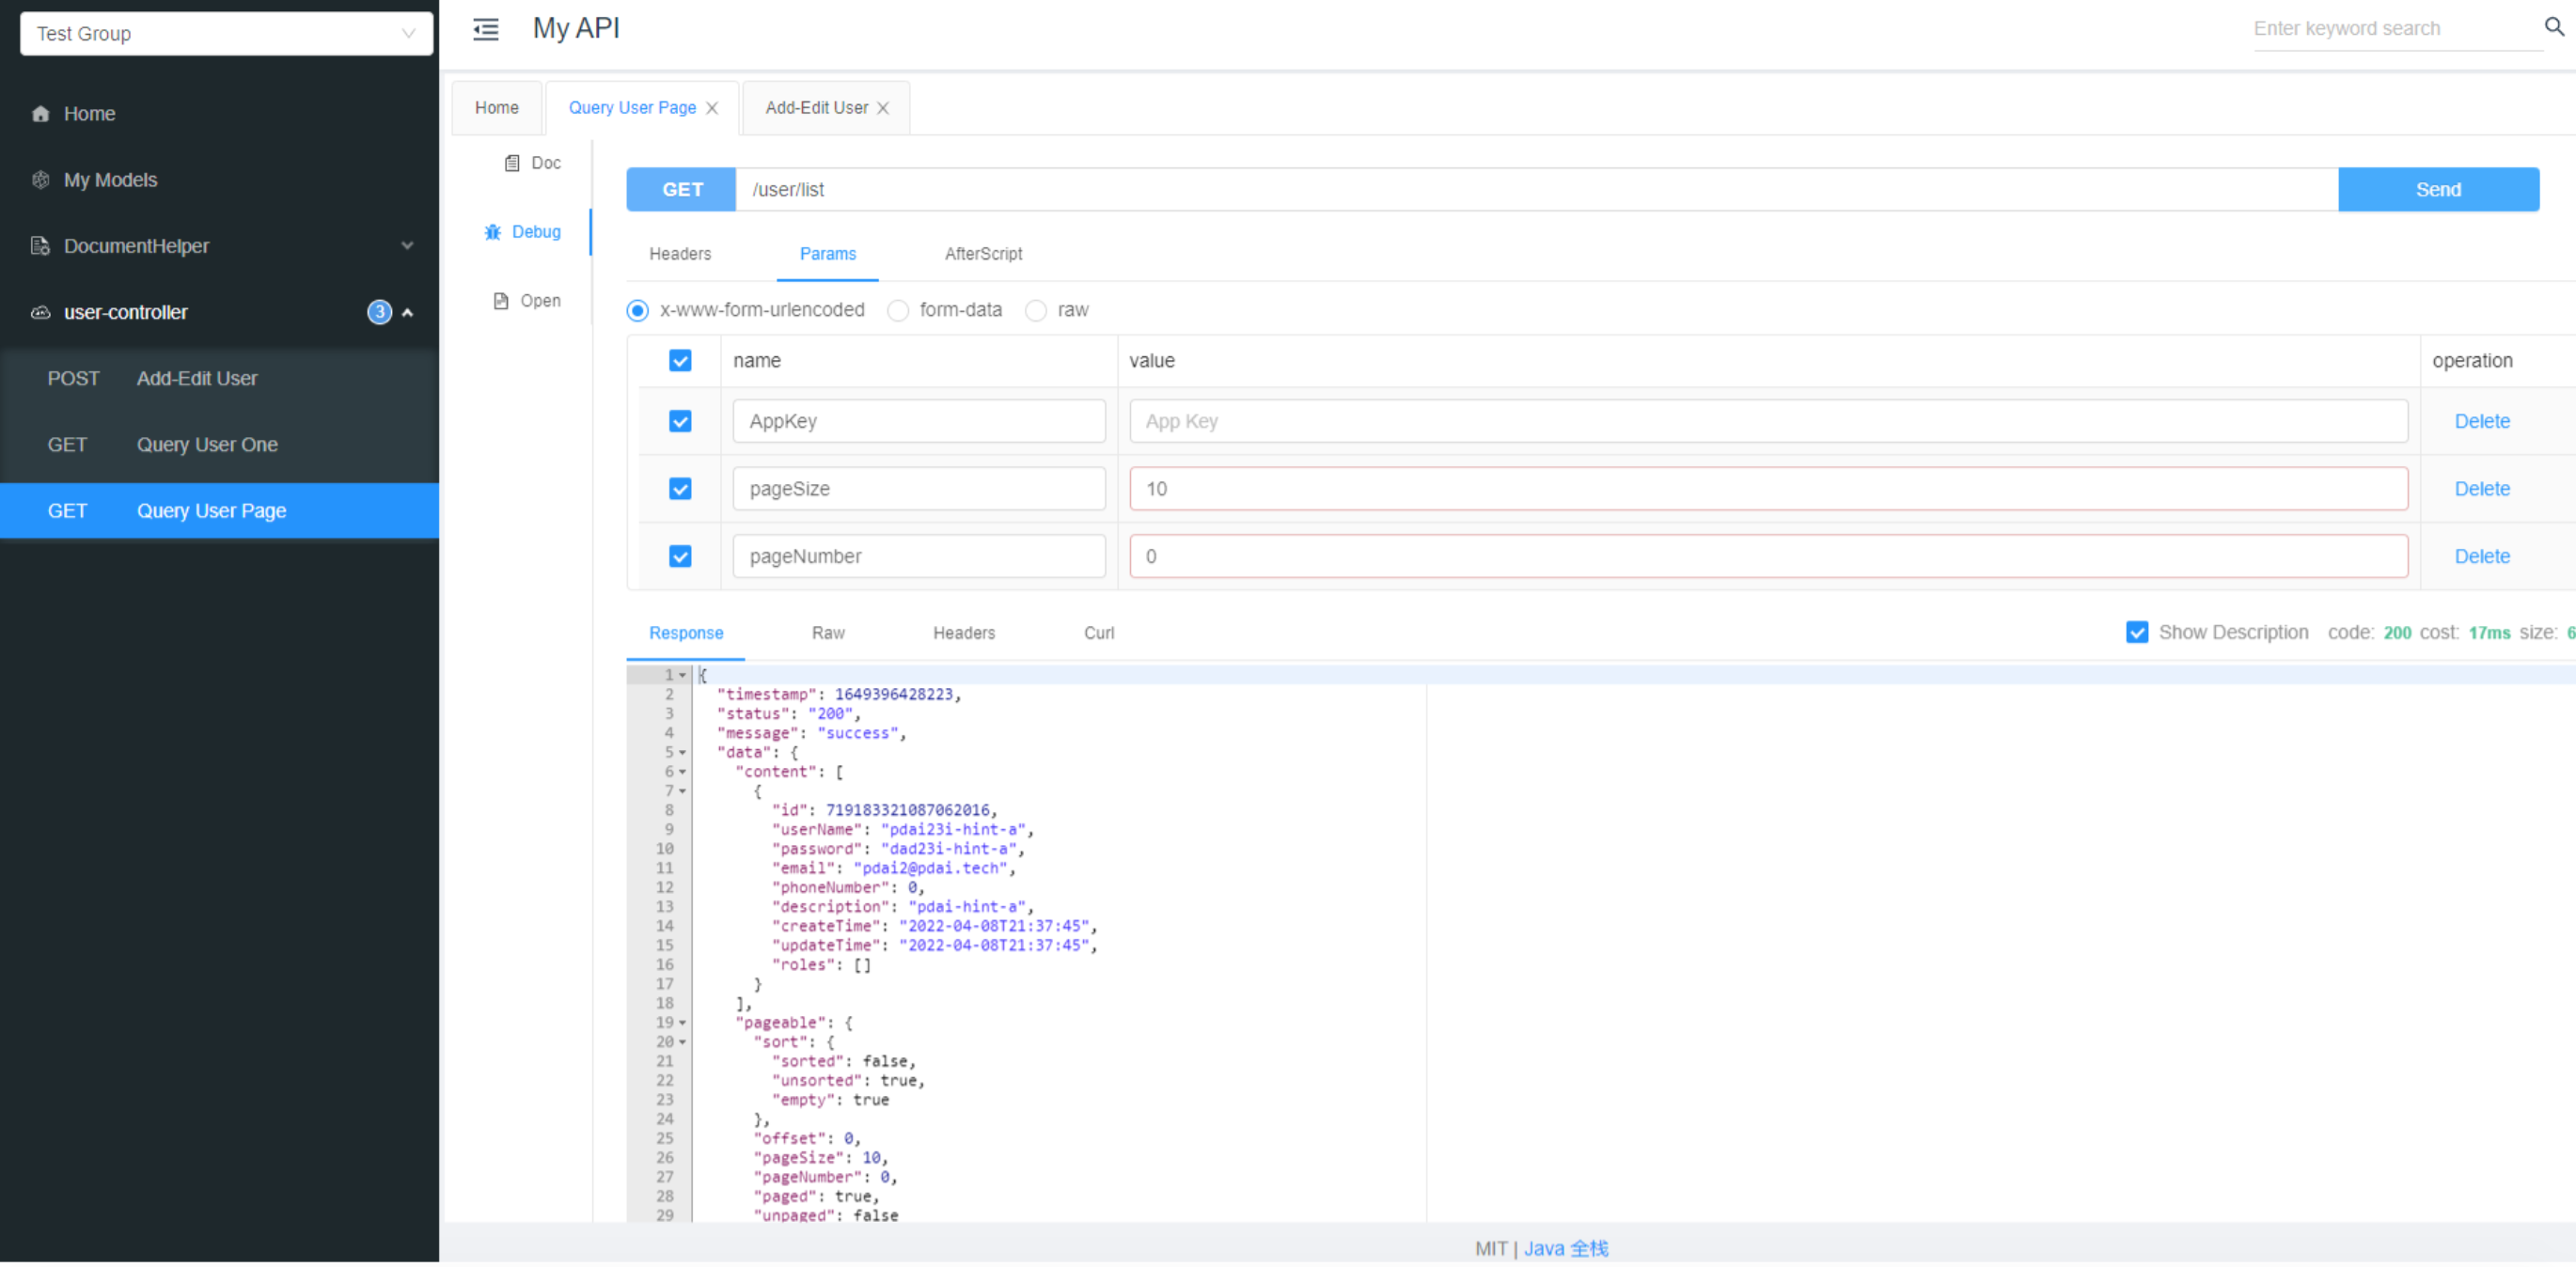 Test Group
Home
My Models
DocumentHelper
user-controller 3
POST Add-Edit User
GET Query User One
GET Query User Page
My API
Enter keyword search
Home
Query User Page
Add-Edit User
Doc
Debug
Open
GET /user/list Send
Headers Params AfterScript
x-www-form-urlencoded form-data raw
name value operation
AppKey App Key Delete
pageSize 10 Delete
pageNumber 0 Delete
Response Raw Headers Curl
Show Description code: 200 cost: 17ms size: 6
1 {
2 "timestamp": 1649396428223,
3 "status": "200",
4 "message": "success",
5 "data": {
6 "content": [
7 {
8 "id": 719183321087062016,
9 "userName": "pdai23i-hint-a",
10 "password": "dad23i-hint-a",
11 "email": "pdai2@pdai.tech",
12 "phoneNumber": 0,
13 "description": "pdai-hint-a",
14 "createTime": "2022-04-08T21:37:45",
15 "updateTime": "2022-04-08T21:37:45",
16 "roles": []
17 }
18 ],
19 "pageable": {
20 "sort": {
21 "sorted": false,
22 "unsorted": true,
23 "empty": true
24 },
25 "offset": 0,
26 "pageSize": 10,
27 "pageNumber": 0,
28 "paged": true,
29 "unpaged": false
MIT | Java 全栈